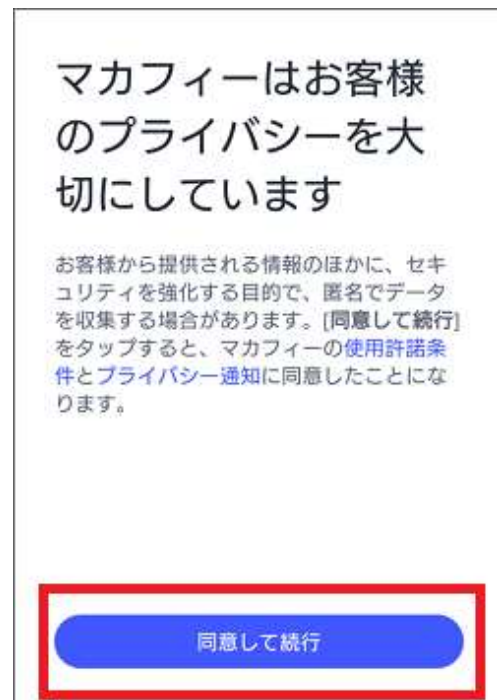 マカフィーはお客様
のプライバシーを大
切にしています
お客様から提供される情報のほかに、セキ
ュリティを強化する目的で、匿名でデータ
を収集する場合があります。[同意して続行]
をタップすると、マカフィーの使用許諾条
件とプライバシー通知に同意したことにな
ります。
同意して続行